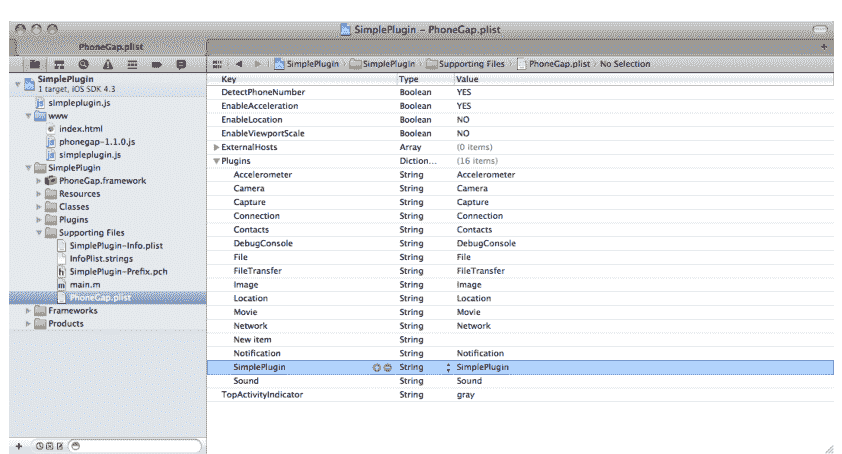 SimplePlugin – PhoneGap.plist
PhoneGap.plist
SimplePlugin SimplePlugin Supporting Files PhoneGap.plist No Selection
SimplePlugin
1 target, iOS SDK 4.3
simpleplugin.js
www
index.html
phonegap-1.1.0.js
simpleplugin.js
SimplePlugin
PhoneGap.framework
Resources
Classes
Plugins
Supporting Files
SimplePlugin-Info.plist
InfoPlist.strings
SimplePlugin-Prefix.pch
main.m
PhoneGap.plist
Frameworks
Products
Key Type Value
DetectPhoneNumber Boolean YES
EnableAcceleration Boolean YES
EnableLocation Boolean NO
EnableViewportScale Boolean NO
ExternalHosts Array (0 items)
Plugins Diction... (16 items)
Accelerometer String Accelerometer
Camera String Camera
Capture String Capture
Connection String Connection
Contacts String Contacts
DebugConsole String DebugConsole
File String File
FileTransfer String FileTransfer
Image String Image
Location String Location
Movie String Movie
Network String Network
New item String
Notification String Notification
SimplePlugin String SimplePlugin
Sound String Sound
TopActivityIndicator String gray